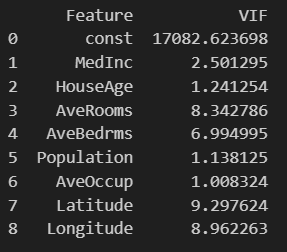 Feature VIF
0 const 17082.623698
1 MedInc 2.501295
2 HouseAge 1.241254
3 AveRooms 8.342786
4 AveBedrms 6.994995
5 Population 1.138125
6 AveOccup 1.008324
7 Latitude 9.297624
8 Longitude 8.962263